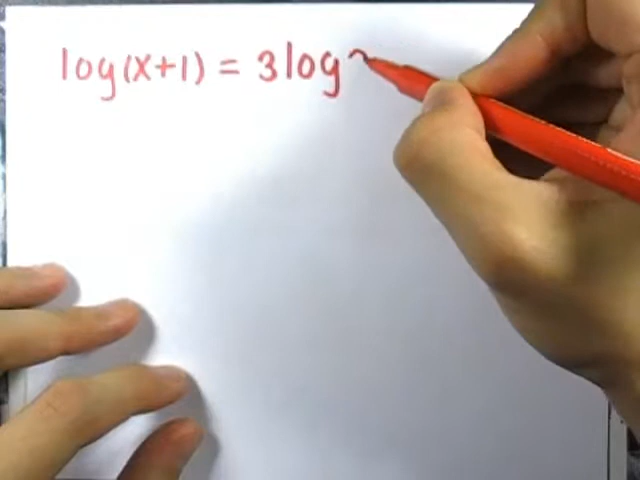 log(x+1) = 3log